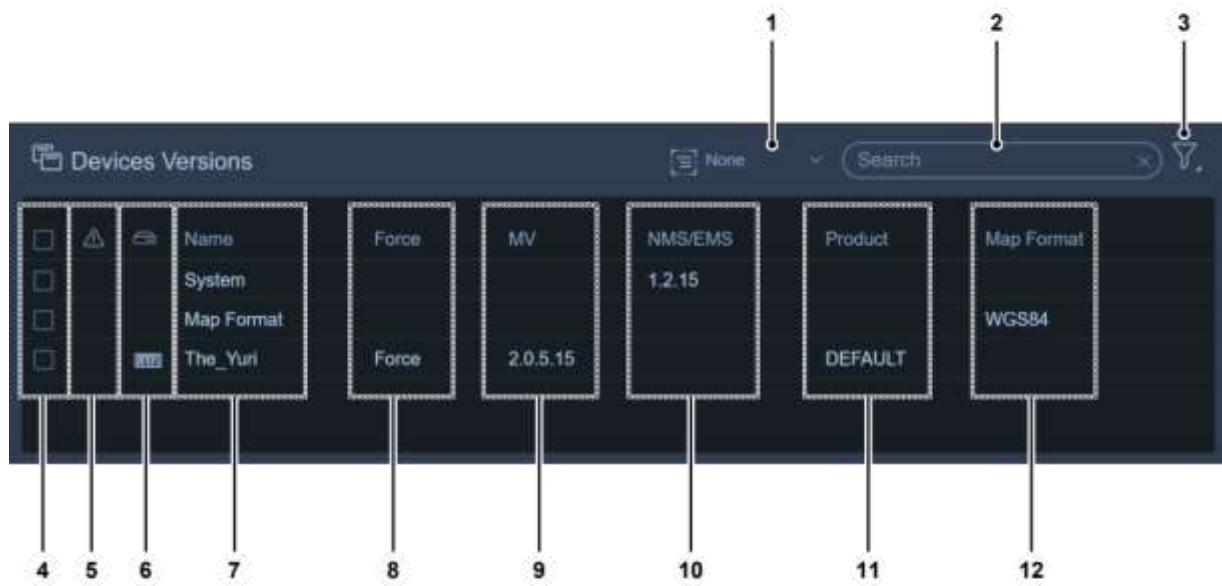 1 2 3
Devices Versions None Search
Name Force MV NMS/EMS Product Map Format
System 1.2.15
Map Format WGS84
The_Yuri Force 2.0.5.15 DEFAULT
4 5 6 7 8 9 10 11 12